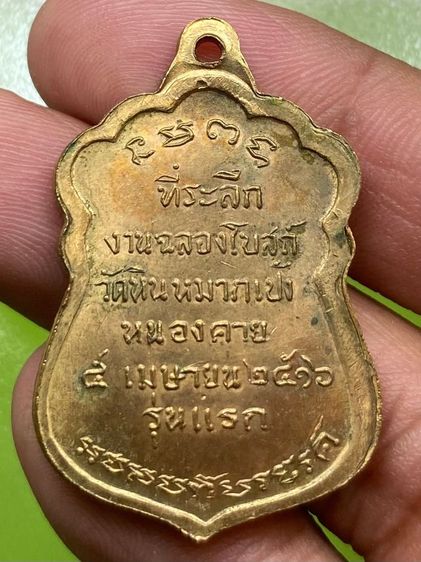 ที่ระลึก
งานฉลองโบสถ์
วัดหินหมากเป้ง
หนองคาย
๕ เมษายน ๒๕๑๖
รุ่นแรก